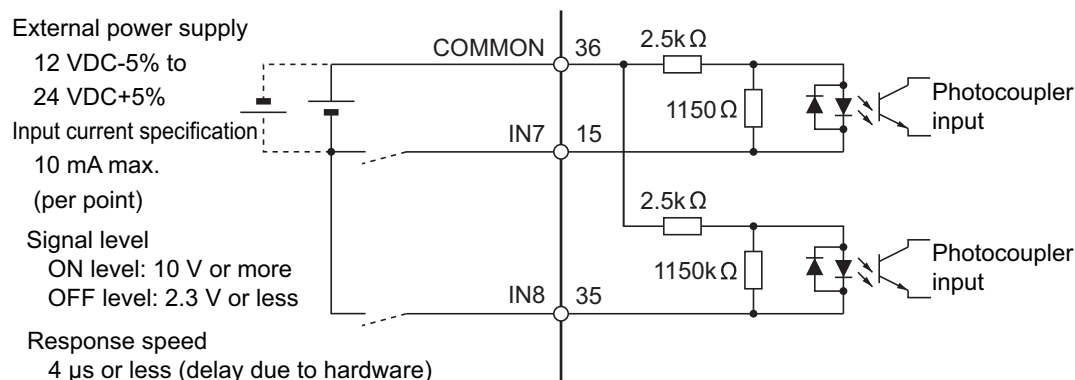 External power supply
12 VDC-5% to
24 VDC+5%
Input current specification
10 mA max.
(per point)
Signal level
ON level: 10 V or more
OFF level: 2.3 V or less
Response speed
4 µs or less (delay due to hardware)
COMMON 36 2.5kΩ
1150Ω
IN7 15
Photocoupler
input
2.5kΩ
1150kΩ
IN8 35
Photocoupler
input